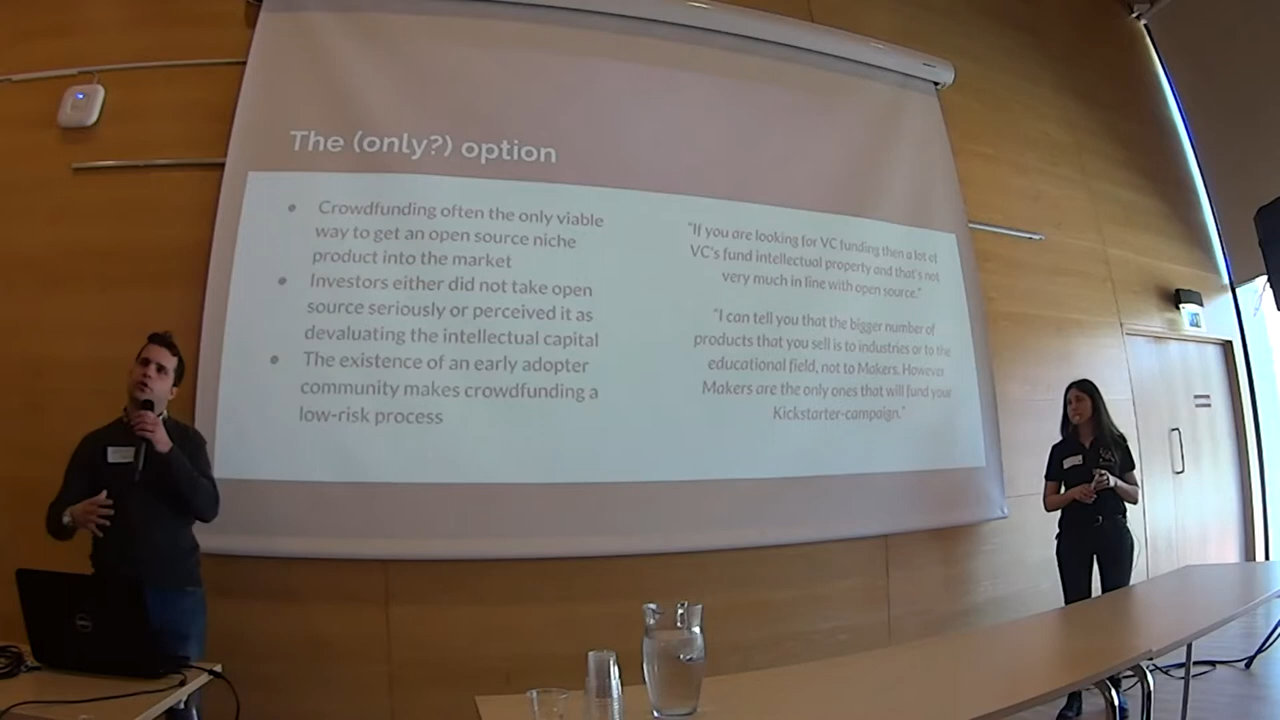 The (only?) option
• Crowdfunding often the only viable
way to get an open source niche
product into the market
• Investors either did not take open
source seriously or perceived it as
devaluating the intellectual capital
• The existence of an early adopter
community makes crowdfunding a
low-risk process
"If you are looking for VC funding then a lot of
VC's fund intellectual property and that's not
very much in line with open source."
"I can tell you that the bigger number of
products that you sell is to industries or to the
educational field, not to Makers. However
Makers are the only ones that will fund your
Kickstarter-campaign."
DELL